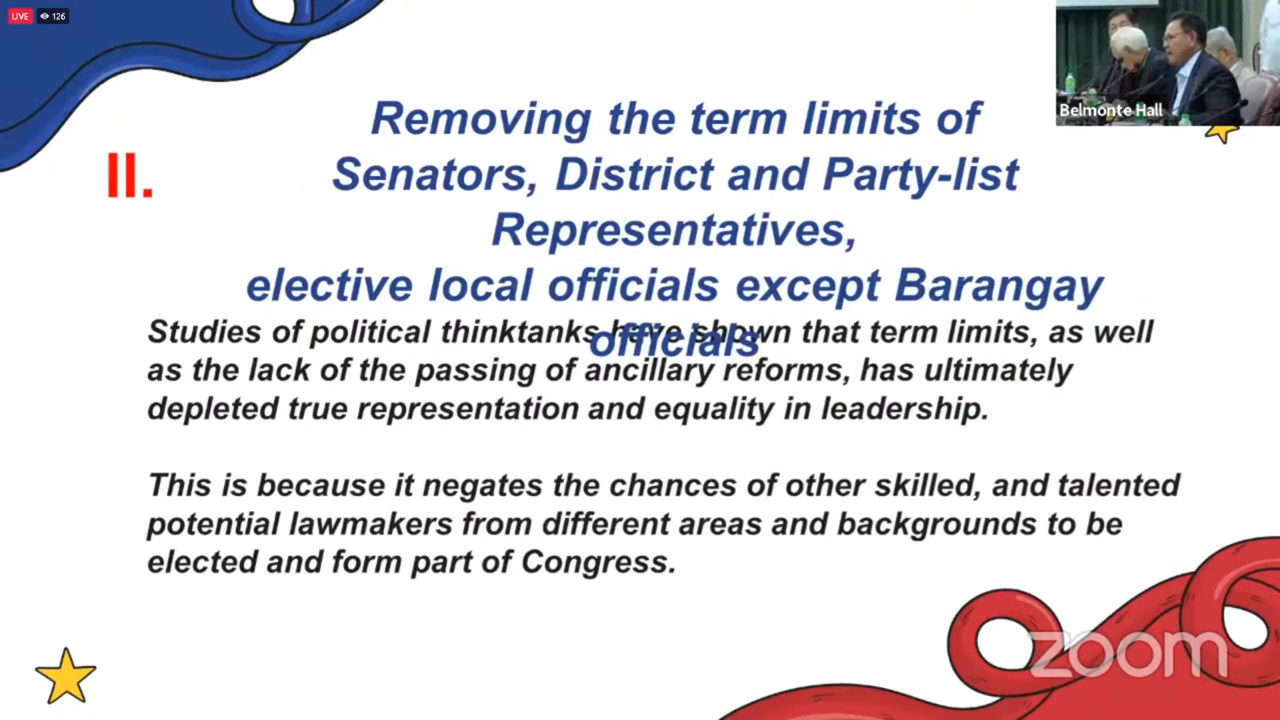 LIVE 126
Belmonte Hall
II.
Removing the term limits of
Senators, District and Party-list
Representatives,
elective local officials except Barangay
officials
Studies of political thinktanks have shown that term limits, as well
as the lack of the passing of ancillary reforms, has ultimately
depleted true representation and equality in leadership.
This is because it negates the chances of other skilled, and talented
potential lawmakers from different areas and backgrounds to be
elected and form part of Congress.
zoom